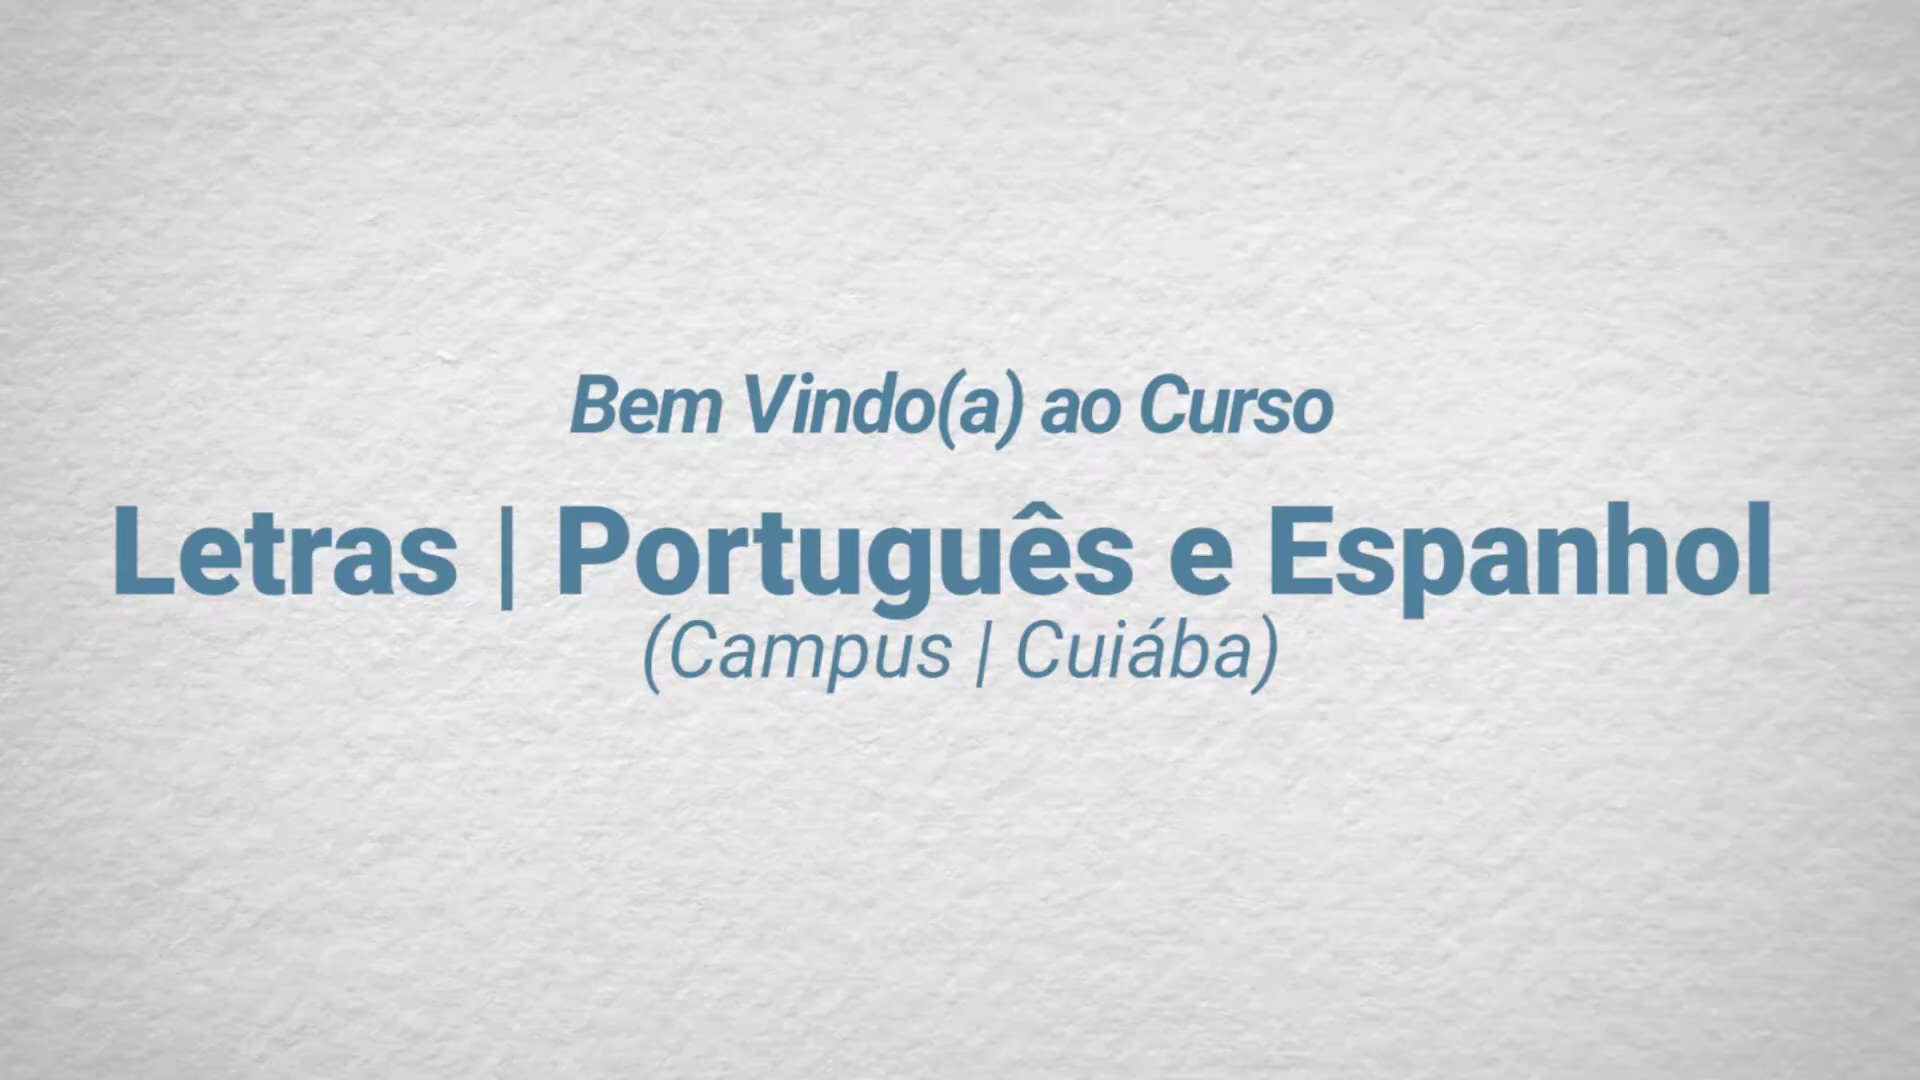 Bem Vindo(a) ao Curso
Letras | Português e Espanhol
(Campus | Cuiába)